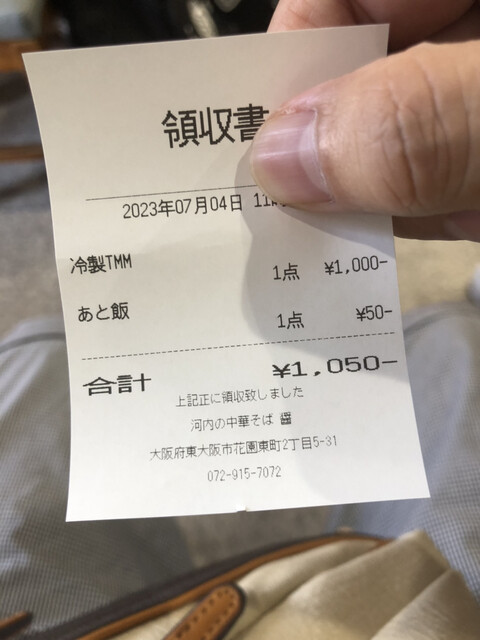 領収書
2023年07月04日 11
冷製TMM
1点 ¥1,000-
あと飯
1点 ¥50-
合計 ¥1,050-
上記正に領収致しました
河内の中華そば
大阪府東大阪市花園東町2丁目5-31
072-915-7072